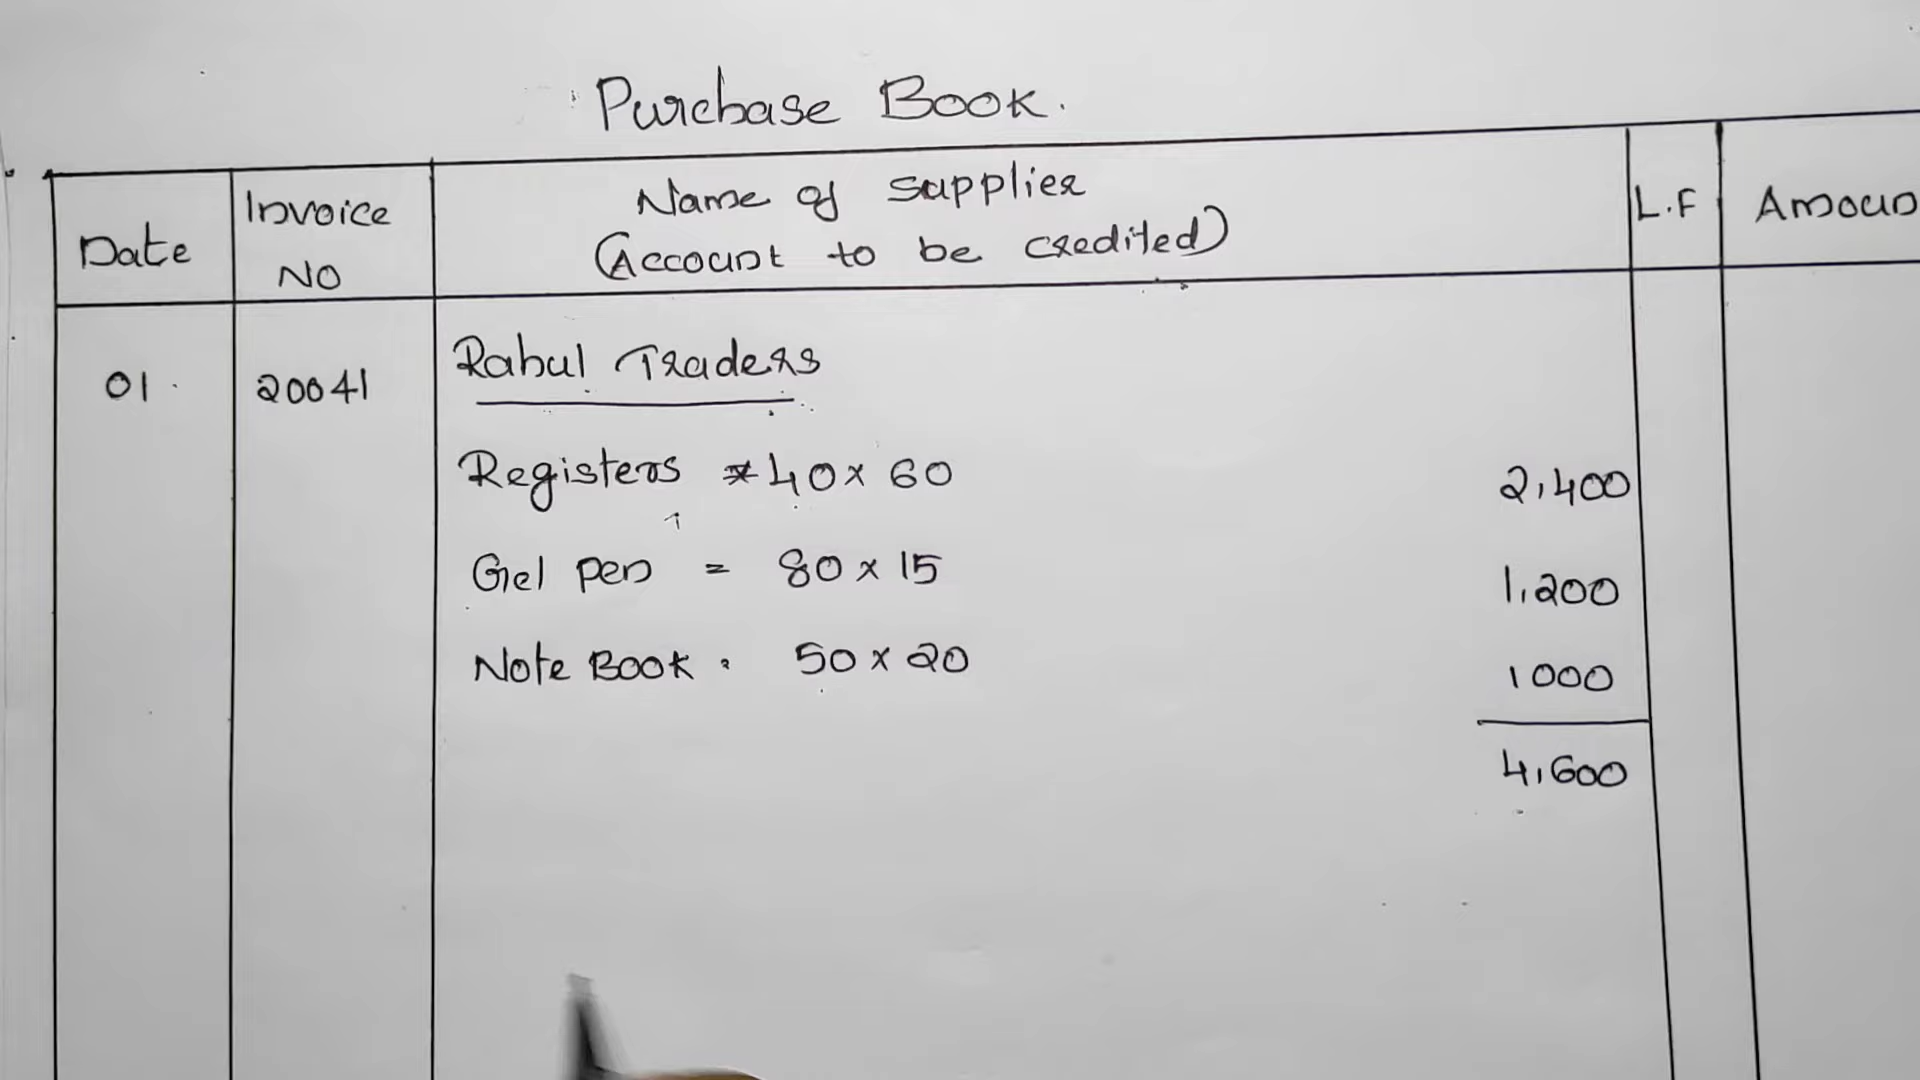 Purchase Book.
Date
Invoice
No
Name of supplier
(Account to be credited)
L.F
Amoun
01
20041
Rahul Traders
Registers * 40 x 60
2,400
Gel pen = 80 x 15
1,200
Note Book . 50 x 20
1000
4,600